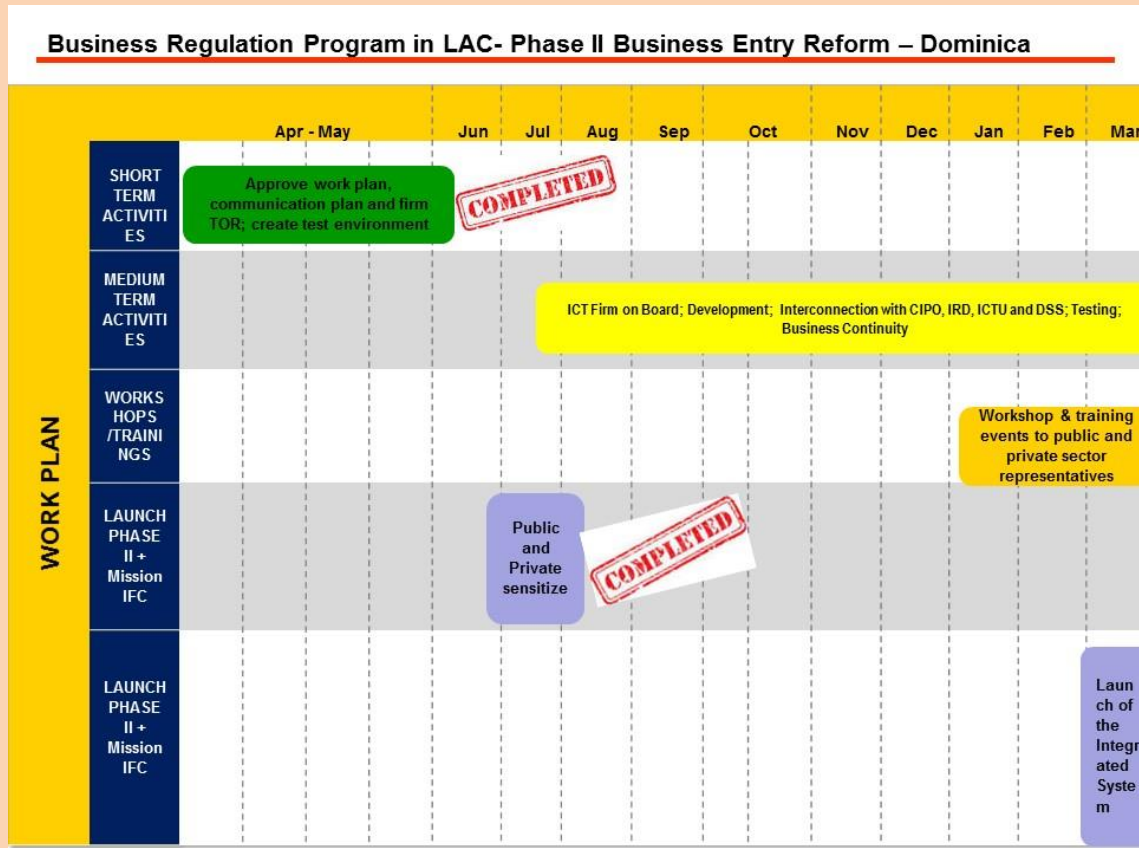 Business Regulation Program in LAC- Phase II Business Entry Reform – Dominica
Apr - May Jun Jul Aug Sep Oct Nov Dec Jan Feb Mar
WORK PLAN
SHORT
TERM
ACTIVITI
ES
Approve work plan,
communication plan and firm
TOR; create test environment
COMPLETED
MEDIUM
TERM
ACTIVITI
ES
ICT Firm on Board; Development; Interconnection with CIPO, IRD, ICTU and DSS; Testing;
Business Continuity
WORKS
HOPS
/TRAINI
NGS
Workshop & training
events to public and
private sector
representatives
LAUNCH
PHASE
II +
Mission
IFC
Public
and
Private
sensitize
COMPLETED
LAUNCH
PHASE
II +
Mission
IFC
Laun
ch of
the
Integr
ated
Syste
m